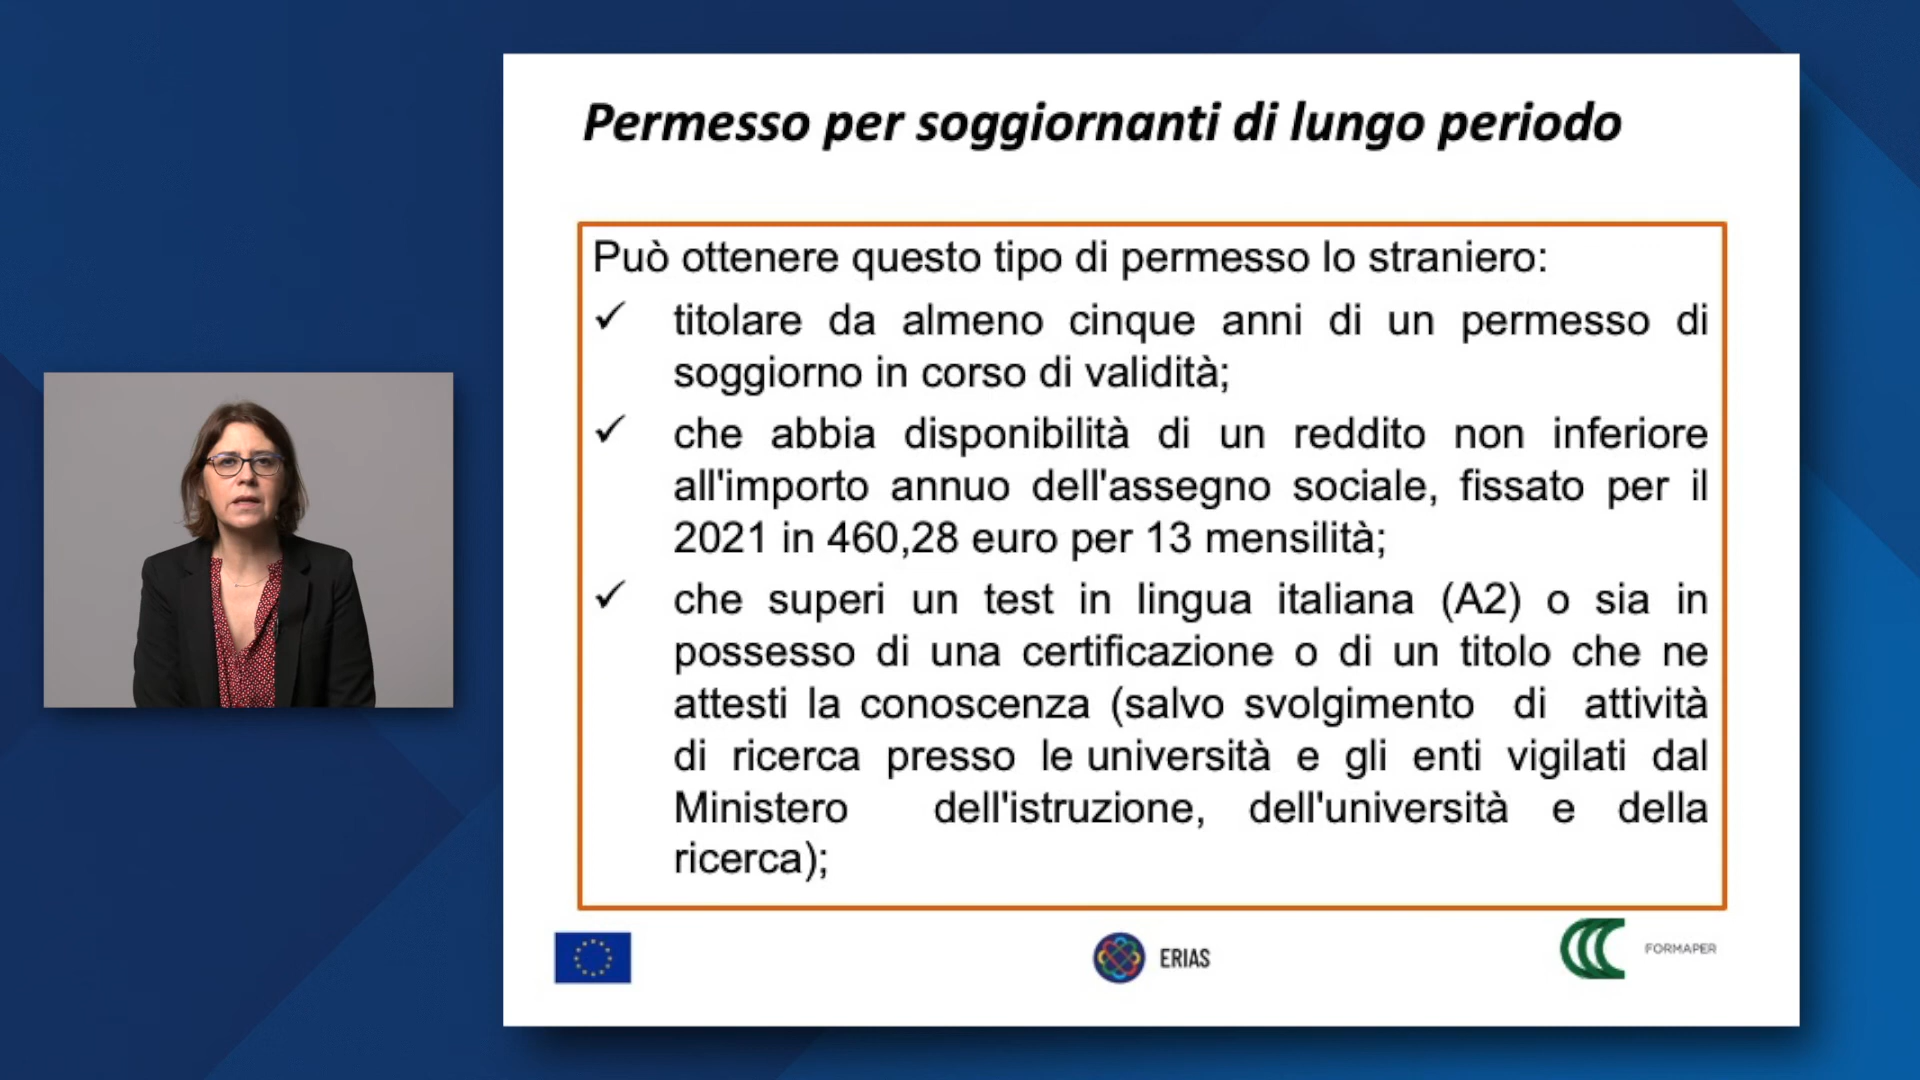 Permesso per soggiornanti di lungo periodo
Può ottenere questo tipo di permesso lo straniero:
✓ titolare da almeno cinque anni di un permesso di
soggiorno in corso di validità;
✓ che abbia disponibilità di un reddito non inferiore
all'importo annuo dell'assegno sociale, fissato per il
2021 in 460,28 euro per 13 mensilità;
✓ che superi un test in lingua italiana (A2) o sia in
possesso di una certificazione o di un titolo che ne
attesti la conoscenza (salvo svolgimento di attività
di ricerca presso le università e gli enti vigilati dal
Ministero dell'istruzione, dell'università e della
ricerca);
ERIAS
FORMAPER